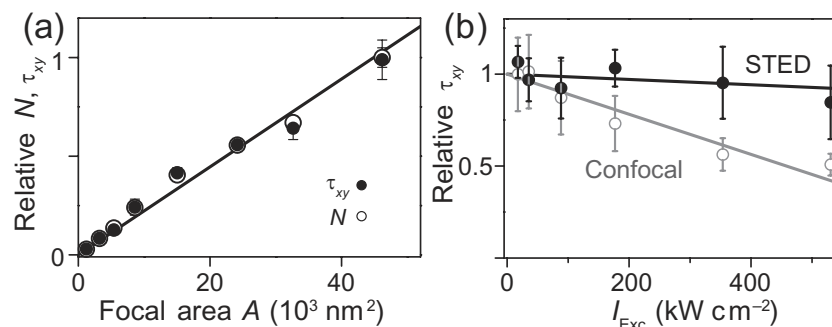 (a)
Relative N, τxy
1
0
τxy
N
0 20 40
Focal area A (10³ nm²)
(b)
Relative τxy
1
0.5
STED
Confocal
0 200 400
I_Exc (kW cm⁻²)